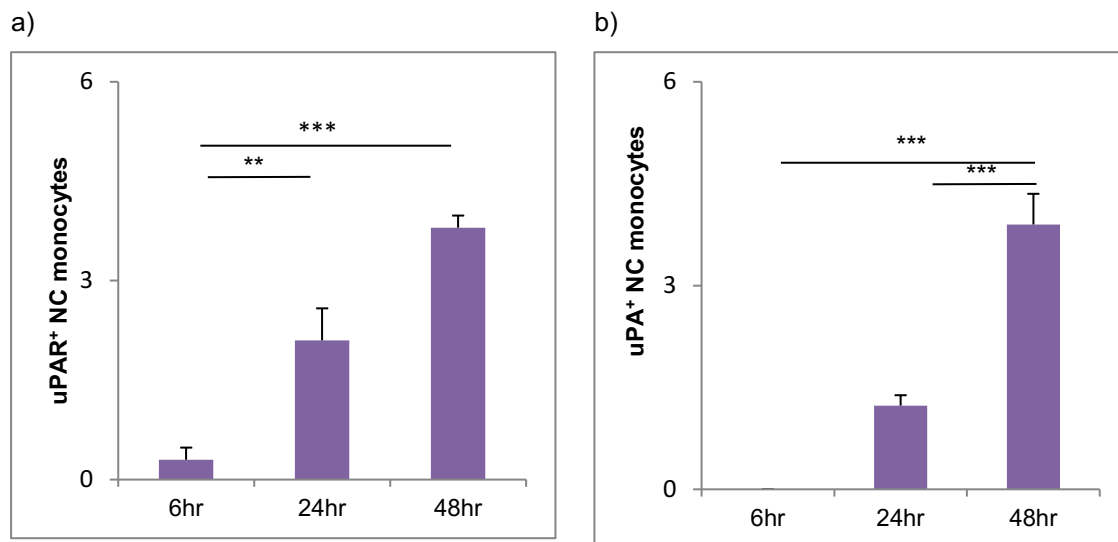 a)
uPAR⁺ NC monocytes
6
3
0
***
**
6hr 24hr 48hr
b)
uPA⁺ NC monocytes
6
3
0
***
***
6hr 24hr 48hr